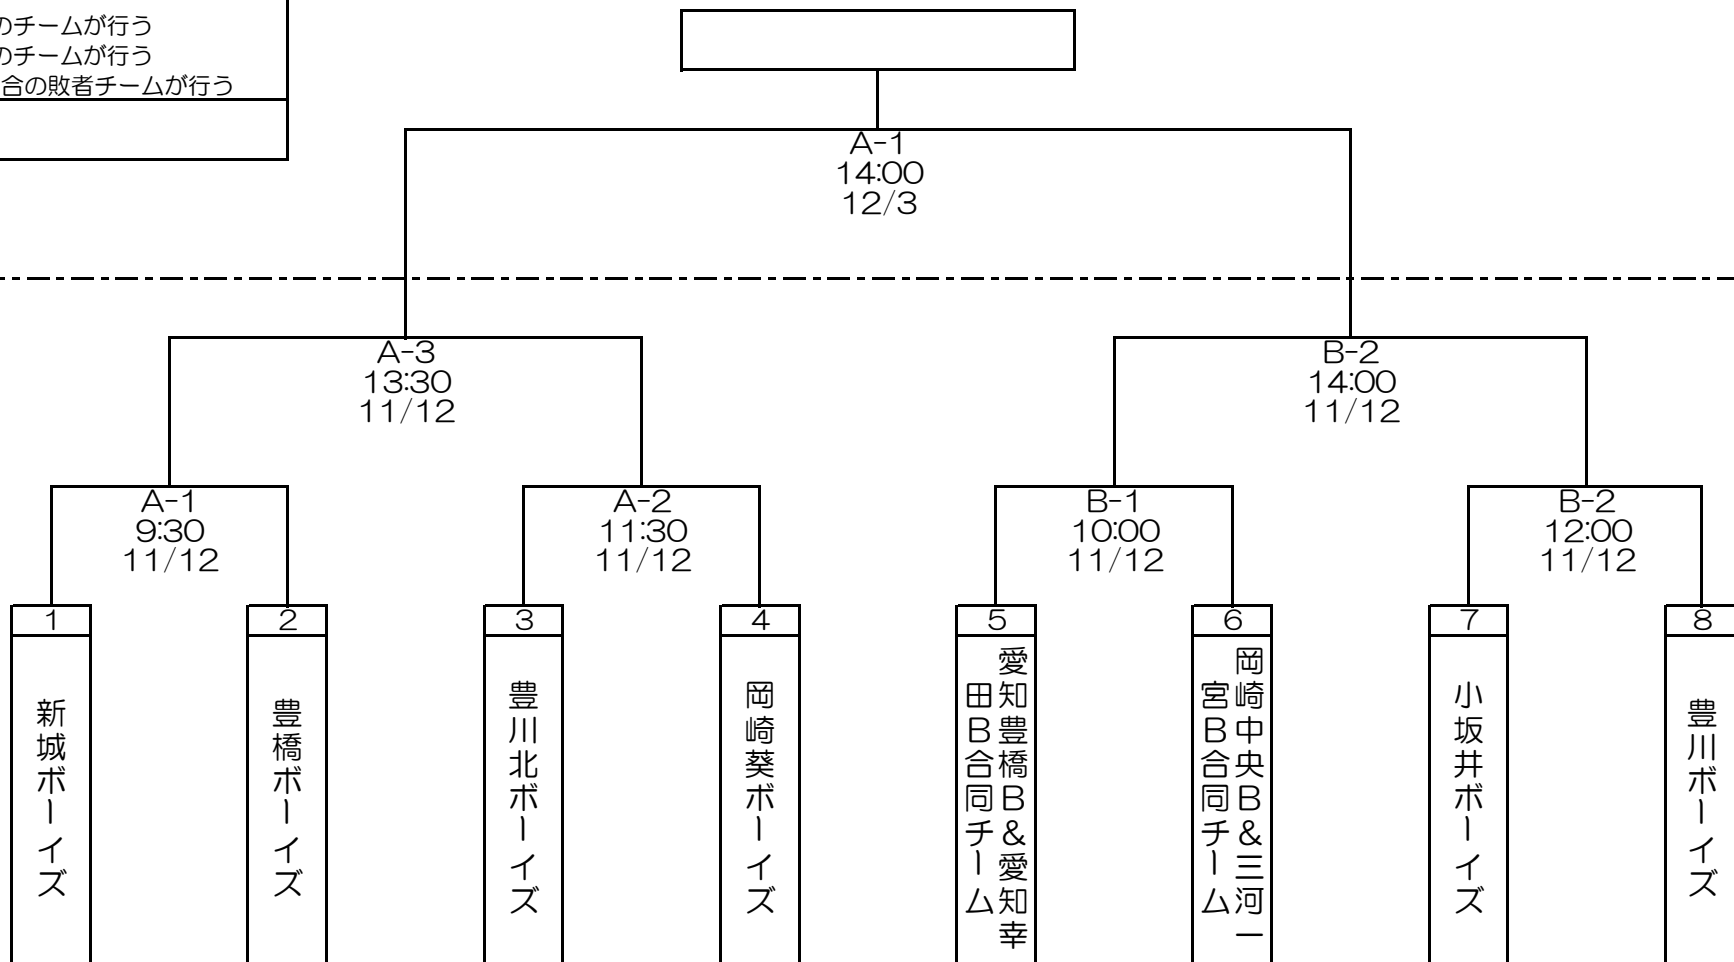 のチームが行う
のチームが行う
合の敗者チームが行う
A-1
14:00
12/3
A-3
13:30
11/12
B-2
14:00
11/12
A-1
9:30
11/12
A-2
11:30
11/12
B-1
10:00
11/12
B-2
12:00
11/12
1
2
3
4
5
6
7
8
新城ボーイズ
豊橋ボーイズ
豊川北ボーイズ
岡崎葵ボーイズ
愛知豊橋B&愛知幸
田B合同チーム
岡崎中央B&三河一
宮B合同チーム
小坂井ボーイズ
豊川ボーイズ